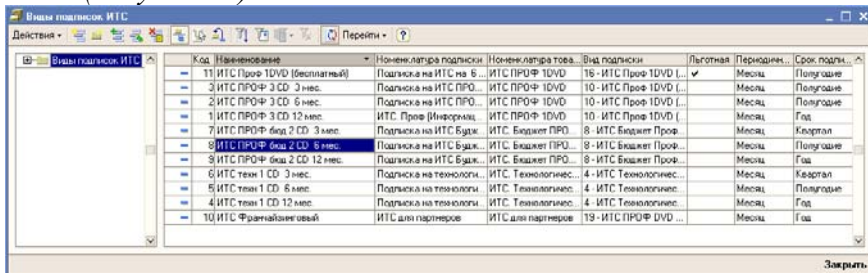 Виды подписок ИТС
Действия Перейти ?
Виды подписок ИТС
Код Наименование Номенклатура подписки Номенклатура това... Вид подписки Льготная Периодичн... Срок подпи...
11 ИТС Проф 1DVD (бесплатный) Подписка на ИТС на 6 ... ИТС ПРОФ 1DVD 16 - ИТС Проф 1DVD (... ✔ Месяц Полугодие
3 ИТС ПРОФ 3 CD 3 мес. Подписка на ИТС ПРО... ИТС ПРОФ 1DVD 10 - ИТС Проф 1DVD (... Месяц Полугодие
2 ИТС ПРОФ 3 CD 6 мес. Подписка на ИТС ПРО... ИТС ПРОФ 1DVD 10 - ИТС Проф 1DVD (... Месяц Полугодие
1 ИТС ПРОФ 3 CD 12 мес. ИТС Проф (Информац... ИТС ПРОФ 1DVD 10 - ИТС Проф 1DVD (... Месяц Год
7 ИТС ПРОФ бюд 2 CD 3 мес. Подписка на ИТС Будж... ИТС. Бюджет ПРО... 8 - ИТС Бюджет Проф... Месяц Квартал
8 ИТС ПРОФ бюд 2 CD 6 мес. Подписка на ИТС Будж... ИТС. Бюджет ПРО... 8 - ИТС Бюджет Проф... Месяц Полугодие
9 ИТС ПРОФ бюд 2 CD 12 мес. Подписка на ИТС Будж... ИТС. Бюджет ПРО... 8 - ИТС Бюджет Проф... Месяц Год
6 ИТС техн 1 CD 3 мес. Подписка на технологи... ИТС. Технологичес... 4 - ИТС Технологичес... Месяц Квартал
5 ИТС техн 1 CD 6 мес. Подписка на технологи... ИТС. Технологичес... 4 - ИТС Технологичес... Месяц Полугодие
4 ИТС техн 1 CD 12 мес. Подписка на технологи... ИТС. Технологичес... 4 - ИТС Технологичес... Месяц Год
10 ИТС Франчайзинговый ИТС для партнеров ИТС для партнеров 19 - ИТС ПРОФ DVD ... Месяц Год
Закрыть